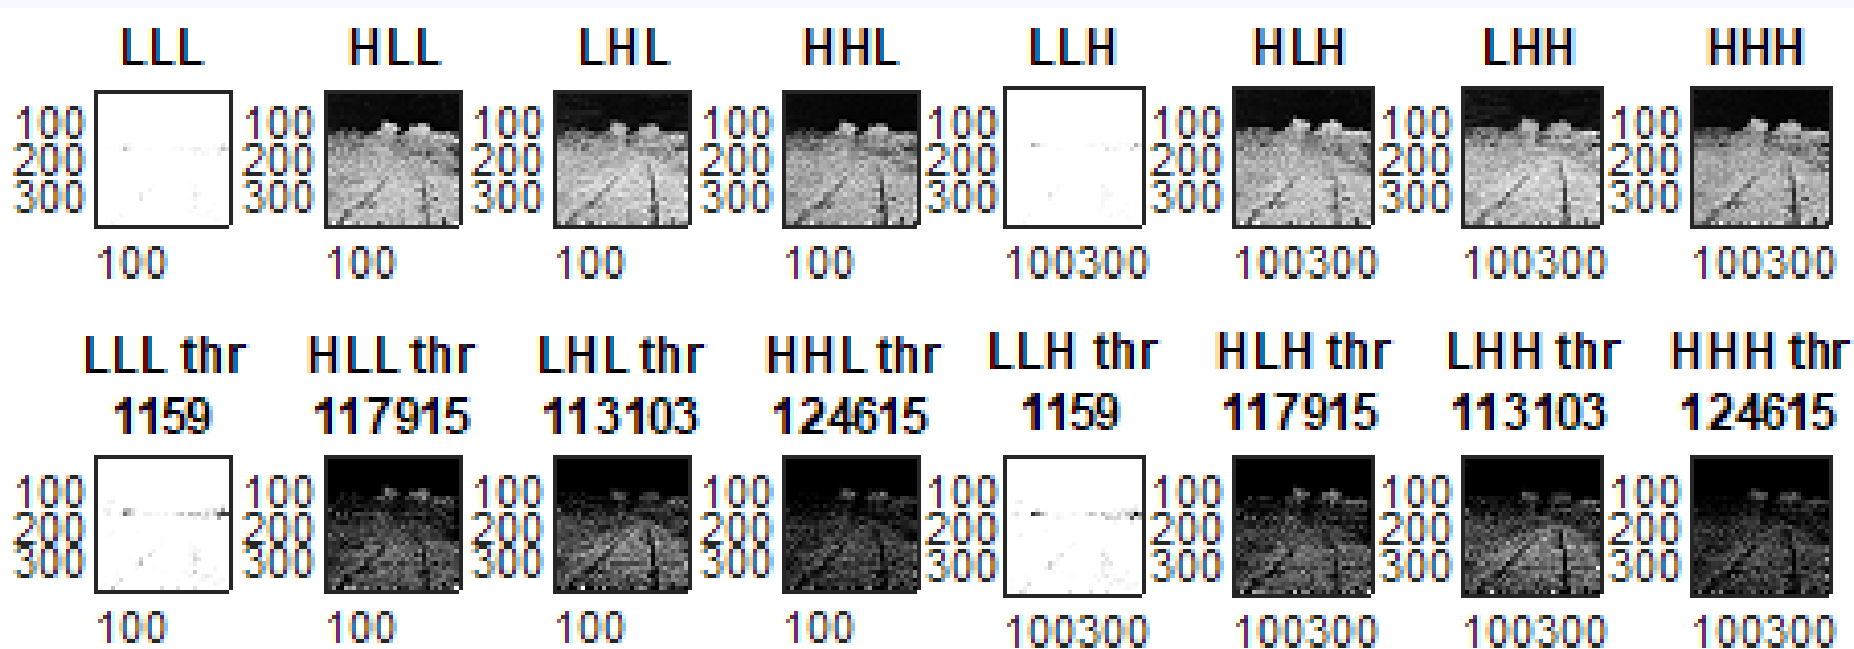 LLL HLL LHL HHL LLH HLH LHH HHH
100 100 100 100 100 100 100 100
200 200 200 200 200 200 200 200
300 300 300 300 300 300 300 300
100 100 100 100 100300 100300 100300 100300
LLL thr HLL thr LHL thr HHL thr LLH thr HLH thr LHH thr HHH thr
1159 117915 113103 124615 1159 117915 113103 124615
100 100 100 100 100 100 100 100
200 200 200 200 200 200 200 200
300 300 300 300 300 300 300 300
100 100 100 100 100300 100300 100300 100300